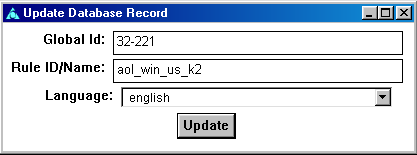 Update Database Record
Global Id: 32-221
Rule ID/Name: aol_win_us_k2
Language: english
Update